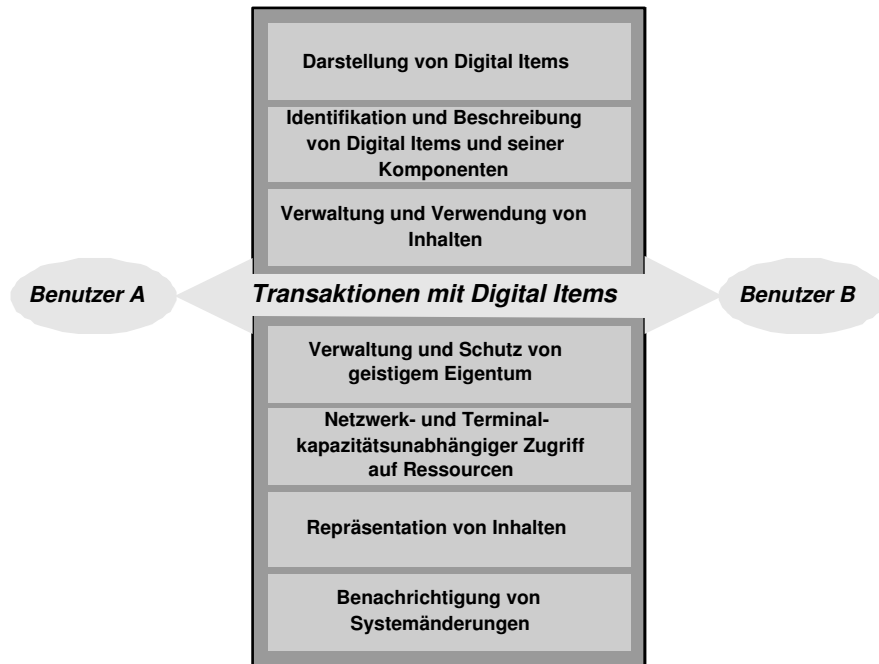 Darstellung von Digital Items
Identifikation und Beschreibung
von Digital Items und seiner
Komponenten
Verwaltung und Verwendung von
Inhalten
Benutzer A
Transaktionen mit Digital Items
Benutzer B
Verwaltung und Schutz von
geistigem Eigentum
Netzwerk- und Terminal-
kapazitätsunabhängiger Zugriff
auf Ressourcen
Repräsentation von Inhalten
Benachrichtigung von
Systemänderungen